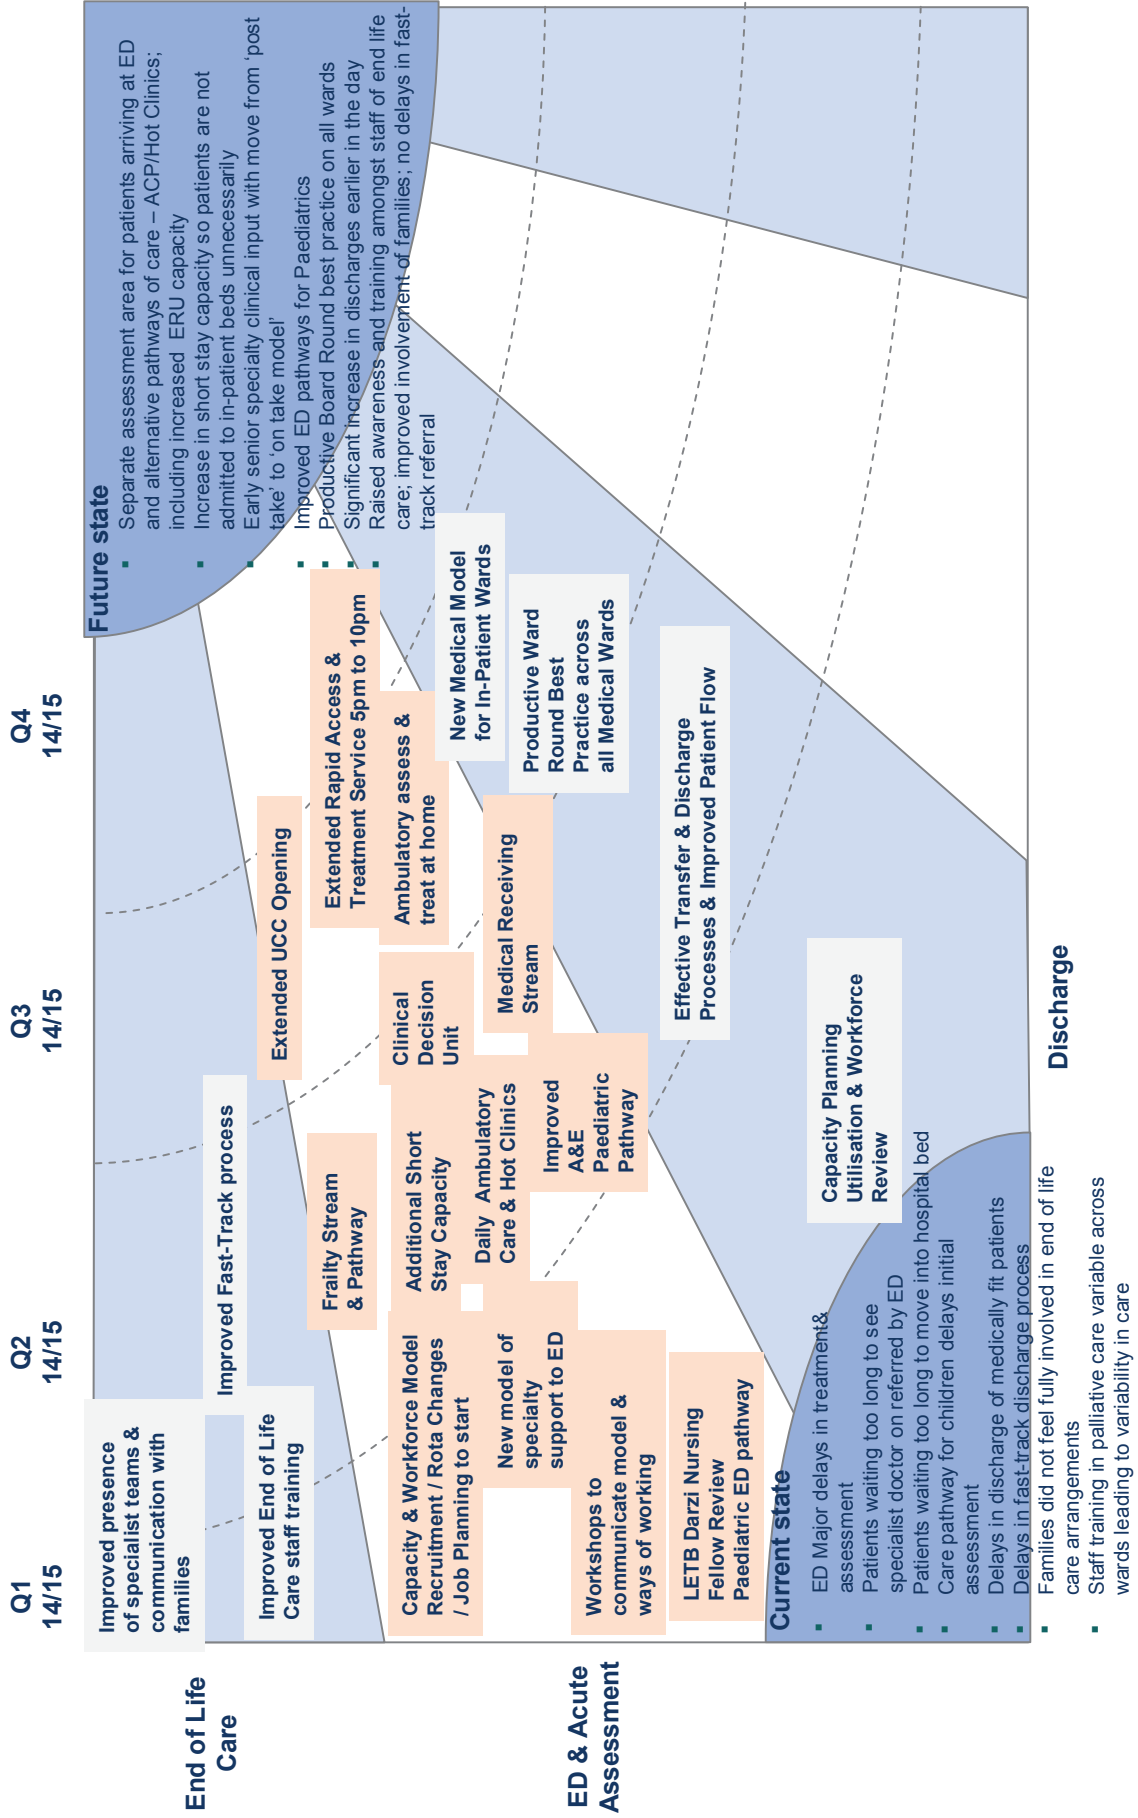 Q1
14/15
Q2
14/15
Q3
14/15
Q4
14/15
End of Life
Care
ED & Acute
Assessment
Discharge
Future state
Separate assessment area for patients arriving at ED
and alternative pathways of care – ACP/Hot Clinics;
including increased ERU capacity
Increase in short stay capacity so patients are not
admitted to in-patient beds unnecessarily
Early senior specialty clinical input with move from ‘post
take’ to ‘on take model’
Improved ED pathways for Paediatrics
Productive Board Round best practice on all wards
Significant increase in discharges earlier in the day
Raised awareness and training amongst staff of end life
care; improved involvement of families; no delays in fast-
track referral
Improved presence
of specialist teams &
communication with
families
Improved Fast-Track process
Improved End of Life
Care staff training
Extended UCC Opening
Frailty Stream
& Pathway
Extended Rapid Access &
Treatment Service 5pm to 10pm
Capacity & Workforce Model
Recruitment / Rota Changes
/ Job Planning to start
Additional Short
Stay Capacity
Clinical
Decision
Unit
Ambulatory assess &
treat at home
New Medical Model
for In-Patient Wards
New model of
specialty
support to ED
Daily Ambulatory
Care & Hot Clinics
Medical Receiving
Stream
Productive Ward
Round Best
Practice across
all Medical Wards
Improved
A&E
Paediatric
Pathway
Workshops to
communicate model &
ways of working
LETB Darzi Nursing
Fellow Review
Paediatric ED pathway
Effective Transfer & Discharge
Processes & Improved Patient Flow
Capacity Planning
Utilisation & Workforce
Review
Current state
ED Major delays in treatment&
assessment
Patients waiting too long to see
specialist doctor on referred by ED
Patients waiting too long to move into hospital bed
Care pathway for children delays initial
assessment
Delays in discharge of medically fit patients
Delays in fast-track discharge process
Families did not feel fully involved in end of life
care arrangements
Staff training in palliative care variable across
wards leading to variability in care